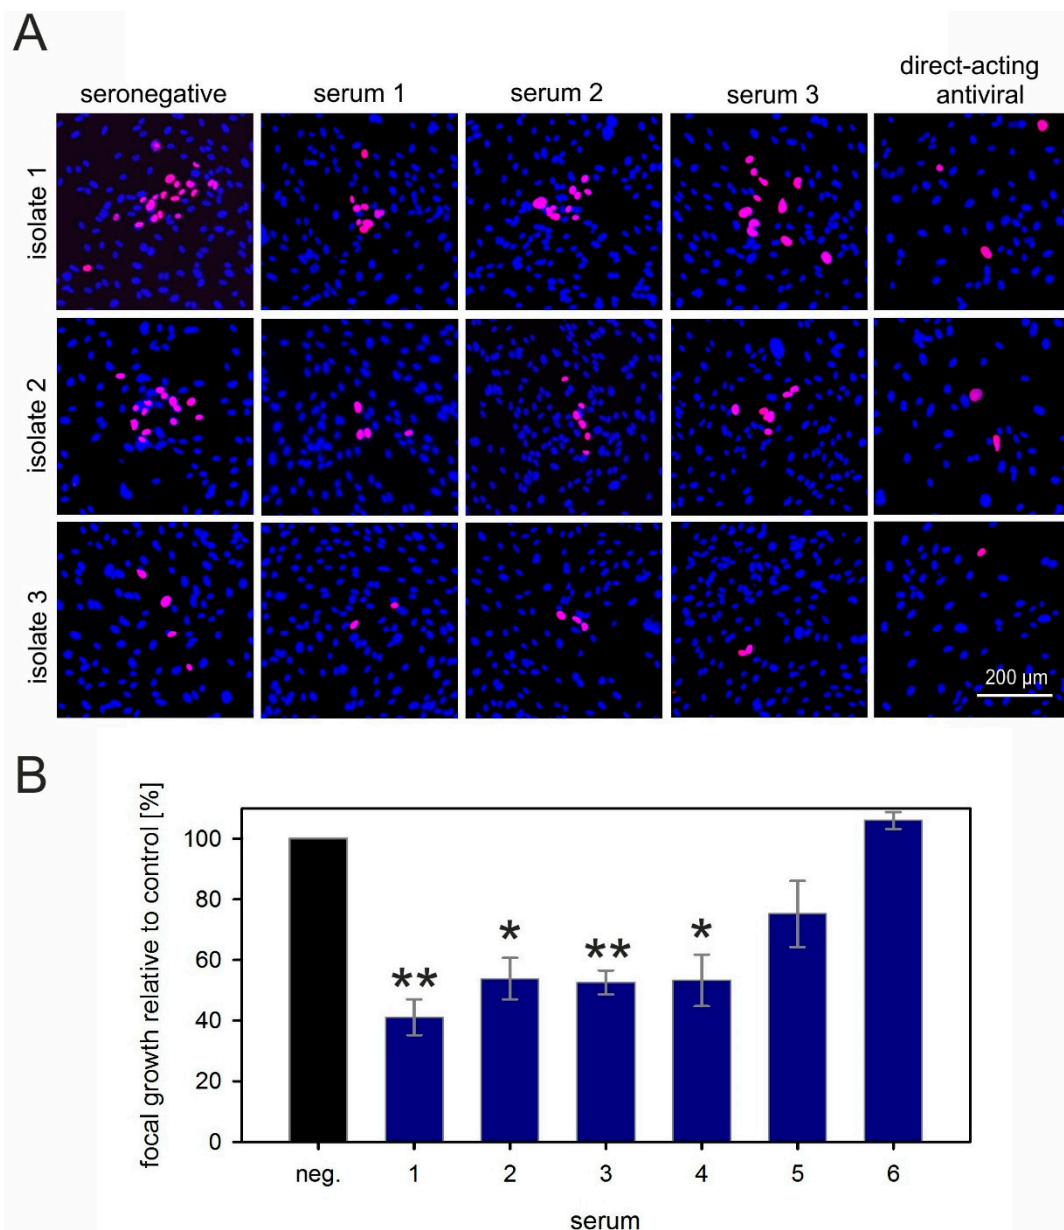 A
seronegative
serum 1
serum 2
serum 3
direct-acting
antiviral
isolate 1
isolate 2
isolate 3
200 µm
B
focal growth relative to control [%]
100
80
60
40
20
0
**
*
**
*
neg.
1
2
3
4
5
6
serum